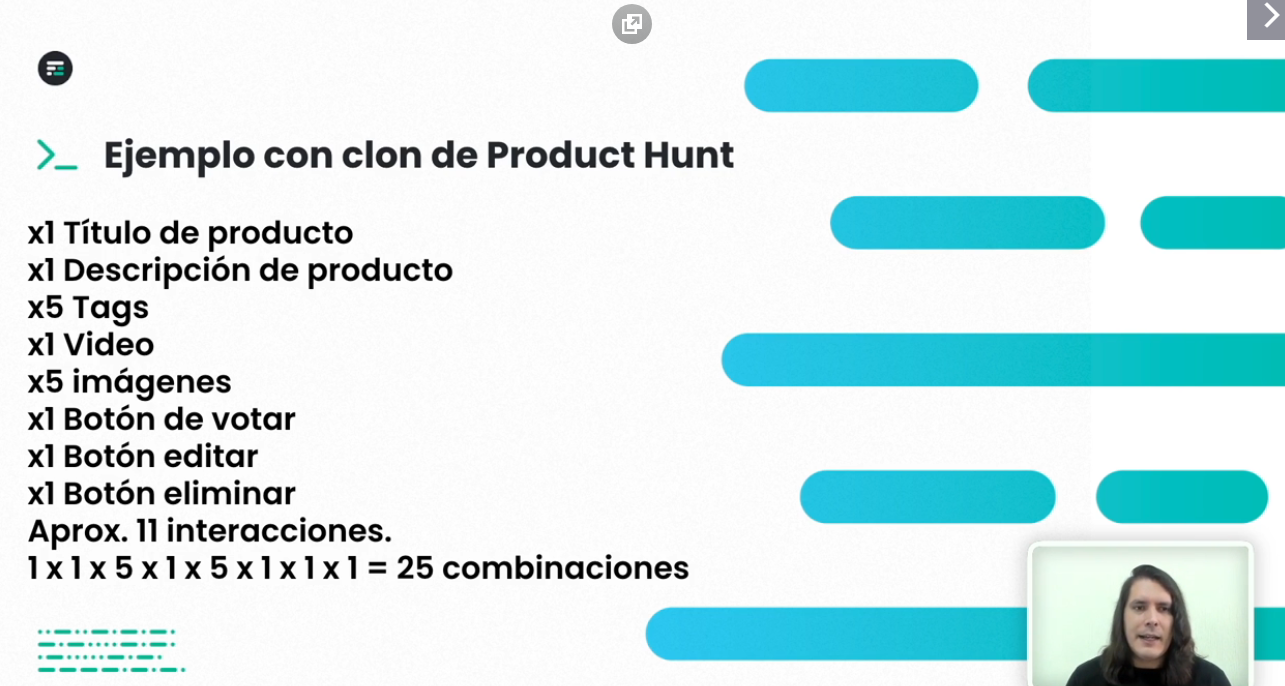 Ejemplo con clon de Product Hunt
x1 Título de producto
x1 Descripción de producto
x5 Tags
x1 Video
x5 imágenes
x1 Botón de votar
x1 Botón editar
x1 Botón eliminar
Aprox. 11 interacciones.
1 x 1 x 5 x 1 x 5 x 1 x 1 x 1 = 25 combinaciones